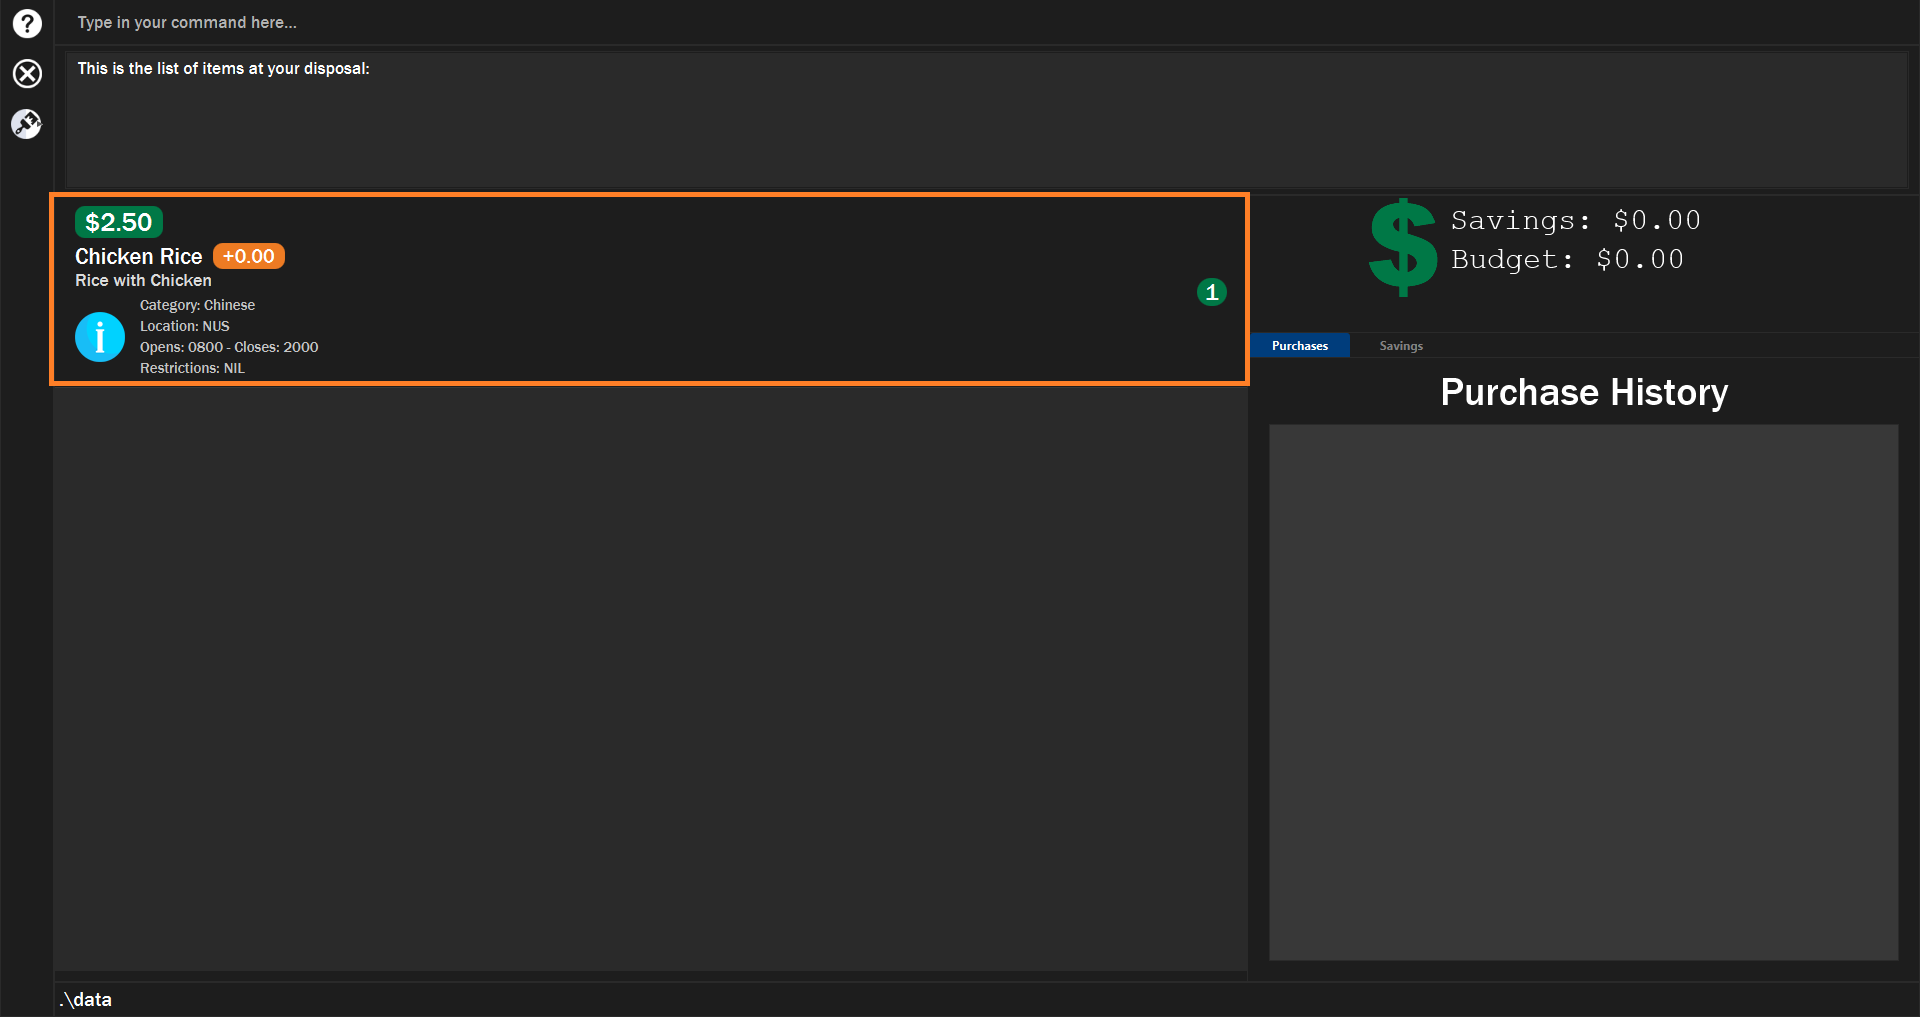 Type in your command here...
This is the list of items at your disposal:
$2.50
Chicken Rice +0.00
Rice with Chicken
Category: Chinese
Location: NUS
Opens: 0800 - Closes: 2000
Restrictions: NIL
1
$
Savings: $0.00
Budget: $0.00
Purchases Savings
Purchase History
.\data